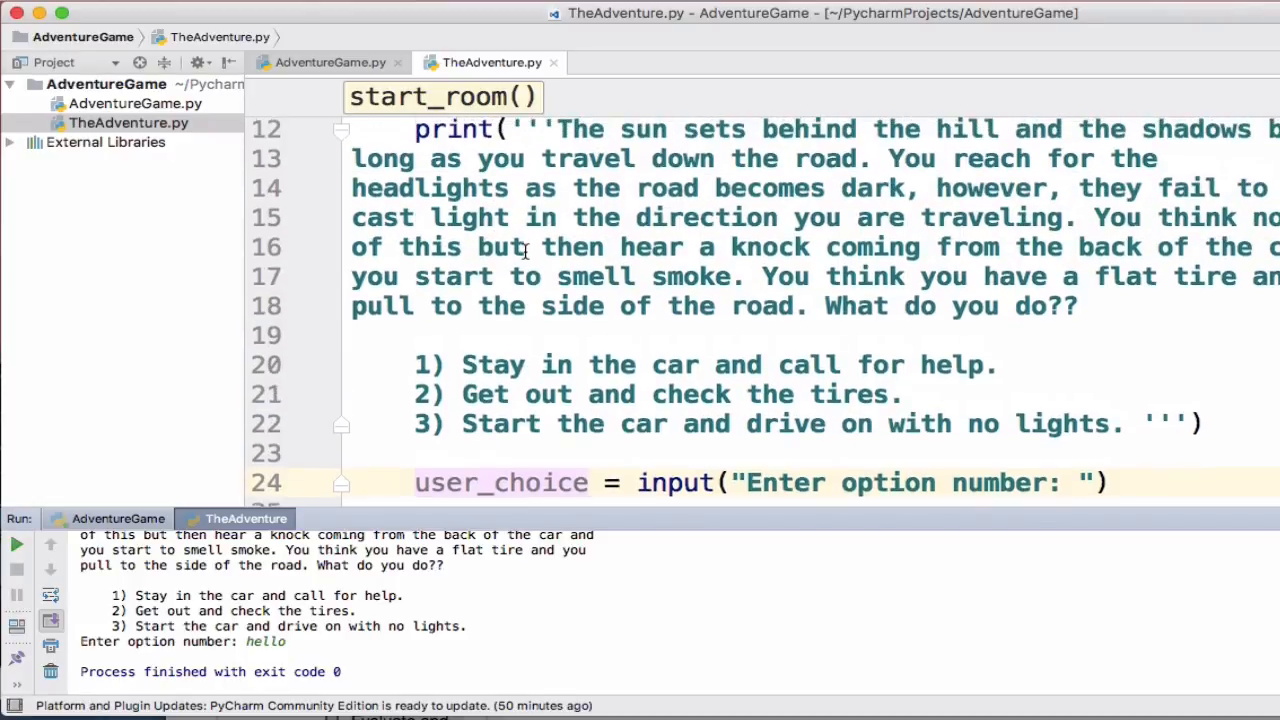 TheAdventure.py - AdventureGame - [~/PycharmProjects/AdventureGame]
AdventureGame TheAdventure.py
Project AdventureGame.py TheAdventure.py
AdventureGame ~/Pycharm
AdventureGame.py
TheAdventure.py
External Libraries
start_room()
12 print('''The sun sets behind the hill and the shadows b
13 long as you travel down the road. You reach for the
14 headlights as the road becomes dark, however, they fail to
15 cast light in the direction you are traveling. You think no
16 of this but then hear a knock coming from the back of the c
17 you start to smell smoke. You think you have a flat tire an
18 pull to the side of the road. What do you do??
19
20 1) Stay in the car and call for help.
21 2) Get out and check the tires.
22 3) Start the car and drive on with no lights. ''')
23
24 user_choice = input("Enter option number: ")
Run: AdventureGame TheAdventure
of this but then hear a knock coming from the back of the car and
you start to smell smoke. You think you have a flat tire and you
pull to the side of the road. What do you do??
1) Stay in the car and call for help.
2) Get out and check the tires.
3) Start the car and drive on with no lights.
Enter option number: hello
Process finished with exit code 0
Platform and Plugin Updates: PyCharm Community Edition is ready to update. (50 minutes ago)